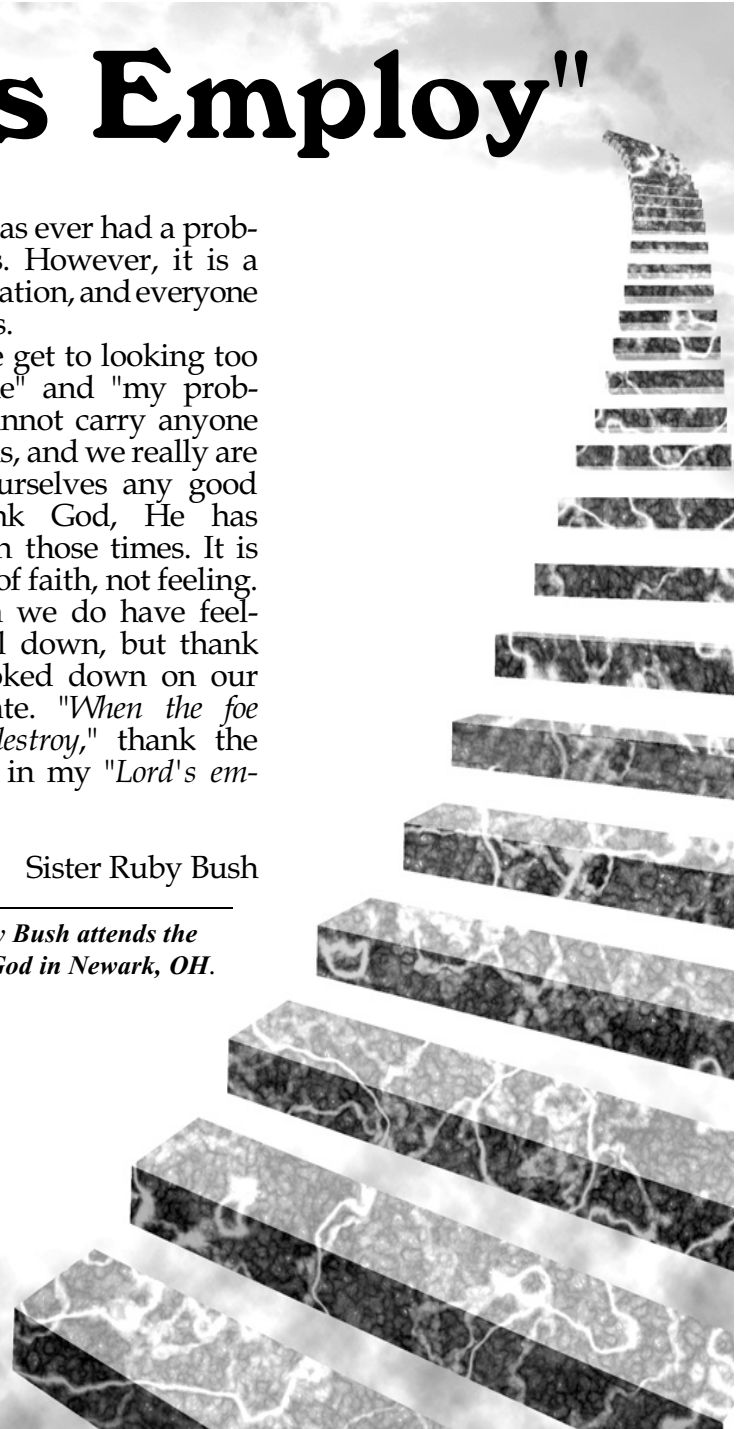 s Employ"
as ever had a prob-
s. However, it is a
ation, and everyone
s.
e get to looking too
e" and "my prob-
nnot carry anyone
s, and we really are
urselves any good
nk God, He has
n those times. It is
of faith, not feeling.
n we do have feel-
l down, but thank
oked down on our
ate. "When the foe
destroy," thank the
in my "Lord's em-
Sister Ruby Bush
y Bush attends the
God in Newark, OH.